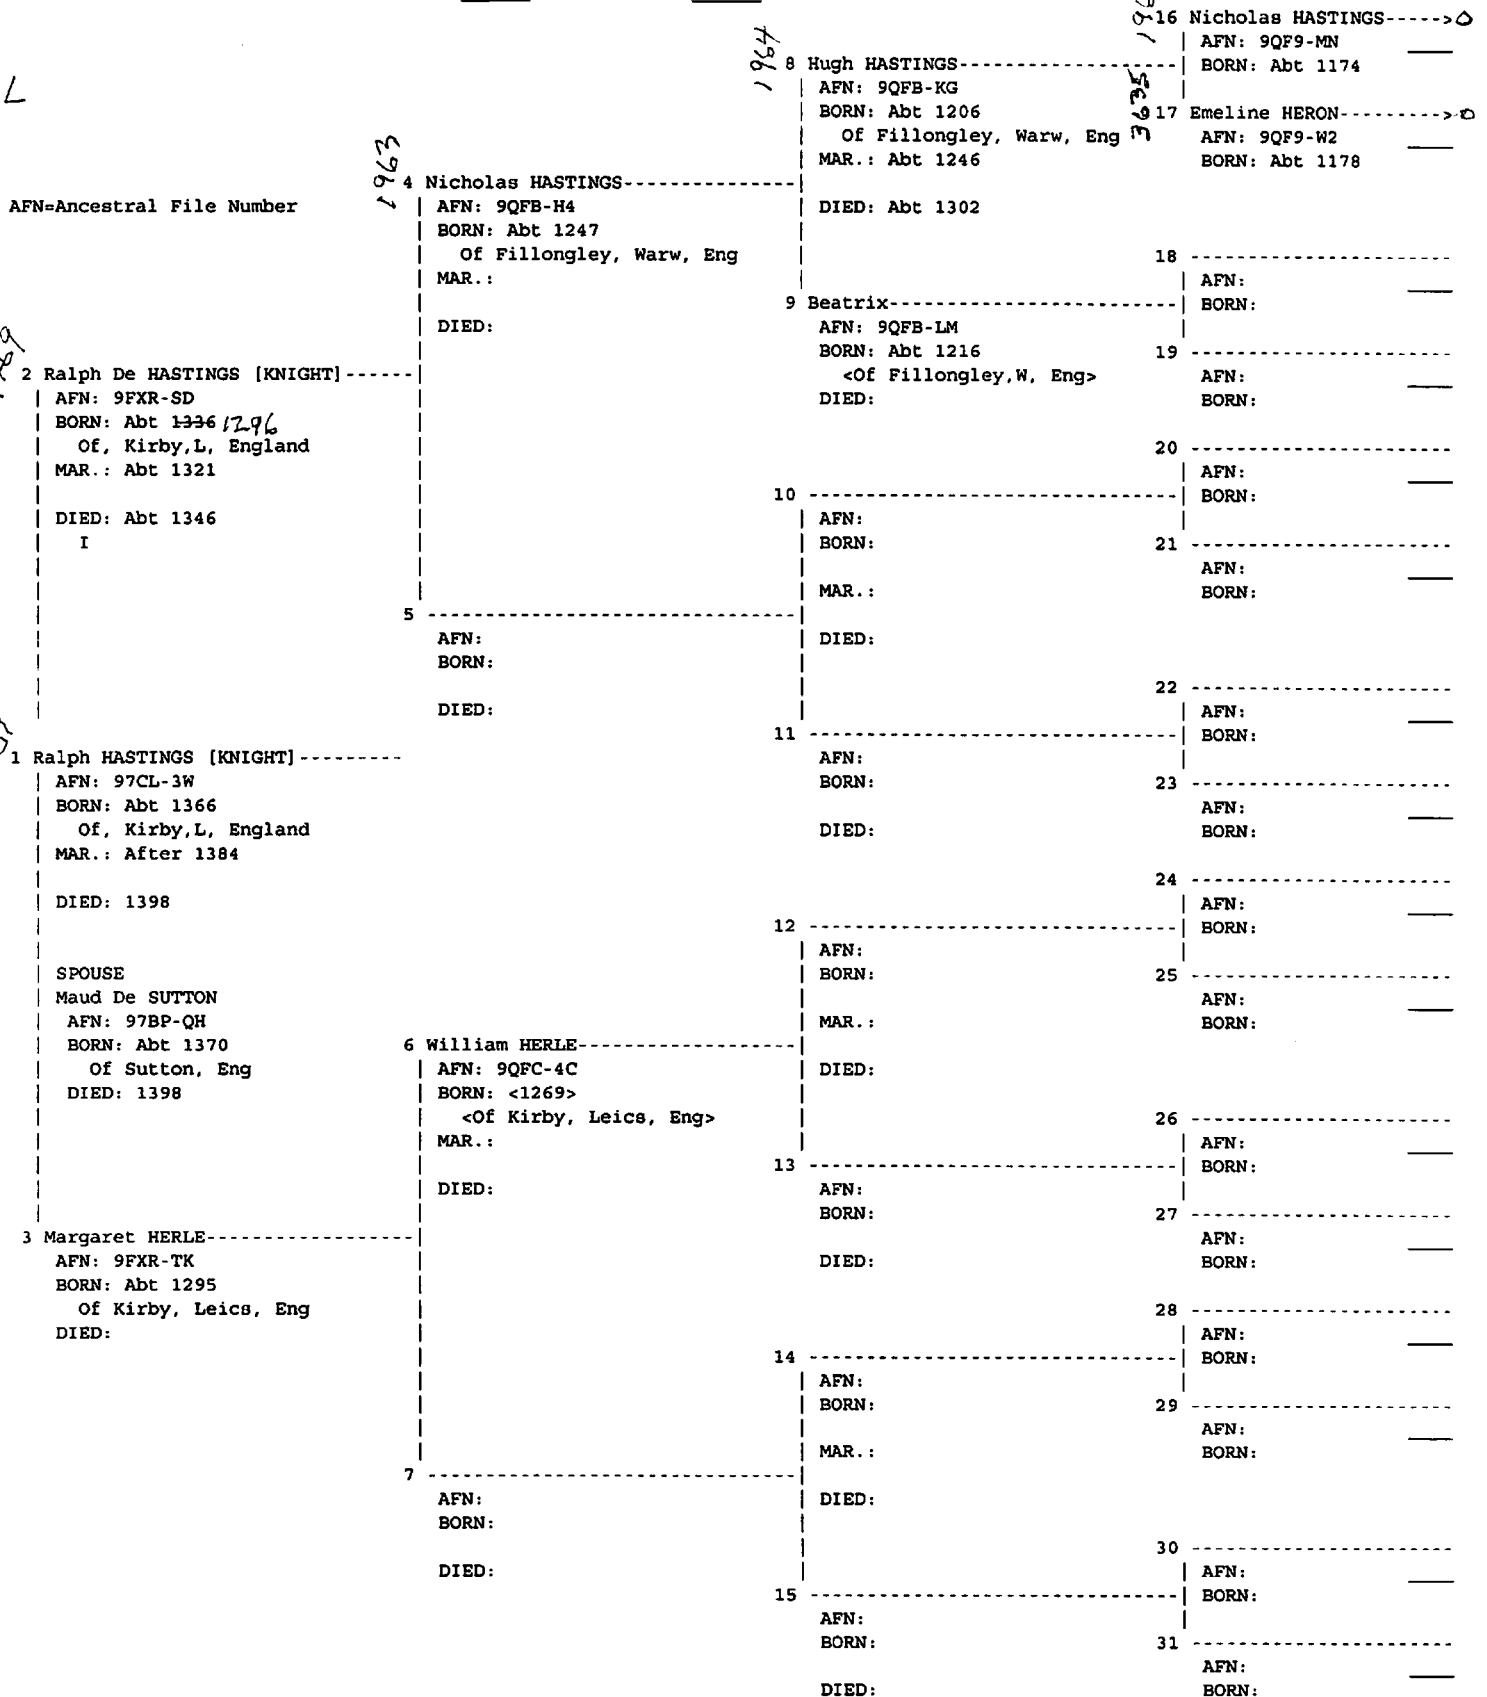 L
AFN=Ancestral File Number
2 Ralph De HASTINGS [KNIGHT]
AFN: 9FXR-SD
BORN: Abt 1336 1296
Of, Kirby,L, England
MAR.: Abt 1321
DIED: Abt 1346
I
1 Ralph HASTINGS [KNIGHT]
AFN: 97CL-3W
BORN: Abt 1366
Of, Kirby,L, England
MAR.: After 1384
DIED: 1398
SPOUSE
Maud De SUTTON
AFN: 97BP-QH
BORN: Abt 1370
Of Sutton, Eng
DIED: 1398
3 Margaret HERLE
AFN: 9FXR-TK
BORN: Abt 1295
Of Kirby, Leics, Eng
DIED:
1963
4 Nicholas HASTINGS
AFN: 9QFB-H4
BORN: Abt 1247
Of Fillongley, Warw, Eng
MAR.:
DIED:
5
AFN:
BORN:
DIED:
6 William HERLE
AFN: 9QFC-4C
BORN: <1269>
<Of Kirby, Leics, Eng>
MAR.:
DIED:
7
AFN:
BORN:
DIED:
1964
8 Hugh HASTINGS
AFN: 9QFB-KG
BORN: Abt 1206
Of Fillongley, Warw, Eng
MAR.: Abt 1246
DIED: Abt 1302
9 Beatrix
AFN: 9QFB-LM
BORN: Abt 1216
<Of Fillongley,W, Eng>
DIED:
10
AFN:
BORN:
MAR.:
DIED:
11
AFN:
BORN:
DIED:
12
AFN:
BORN:
MAR.:
DIED:
13
AFN:
BORN:
DIED:
14
AFN:
BORN:
MAR.:
DIED:
15
AFN:
BORN:
DIED:
16 Nicholas HASTINGS----->
AFN: 9QF9-MN
BORN: Abt 1174
3635
17 Emeline HERON--------->
AFN: 9QF9-W2
BORN: Abt 1178
18
AFN:
BORN:
19
AFN:
BORN:
20
AFN:
BORN:
21
AFN:
BORN:
22
AFN:
BORN:
23
AFN:
BORN:
24
AFN:
BORN:
25
AFN:
BORN:
26
AFN:
BORN:
27
AFN:
BORN:
28
AFN:
BORN:
29
AFN:
BORN:
30
AFN:
BORN:
31
AFN:
BORN: